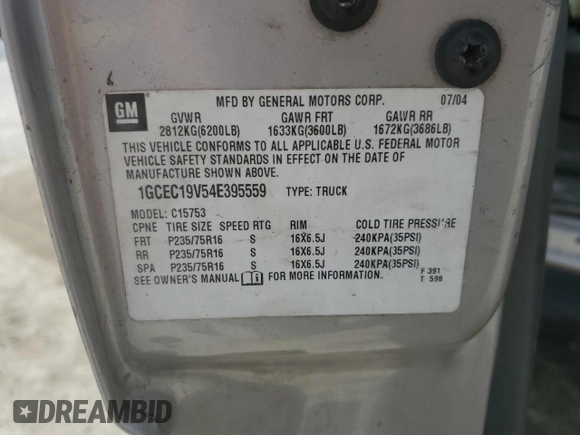 GM
MFD BY GENERAL MOTORS CORP. 07/04
GVWR GAWR FRT GAWR RR
2812KG(6200LB) 1633KG(3600LB) 1672KG(3686LB)
THIS VEHICLE CONFORMS TO ALL APPLICABLE U.S. FEDERAL MOTOR
VEHICLE SAFETY STANDARDS IN EFFECT ON THE DATE OF
MANUFACTURE SHOWN ABOVE.
1GCEC19V54E395559 TYPE: TRUCK
MODEL: C15753
CPNE TIRE SIZE SPEED RTG RIM COLD TIRE PRESSURE
FRT P235/75R16 S 16X6.5J 240KPA(35PSI)
RR P235/75R16 S 16X6.5J 240KPA(35PSI)
SPA P235/75R16 S 16X6.5J 240KPA(35PSI)
SEE OWNER'S MANUAL FOR MORE INFORMATION.
F 391
T 598
DREAMBID